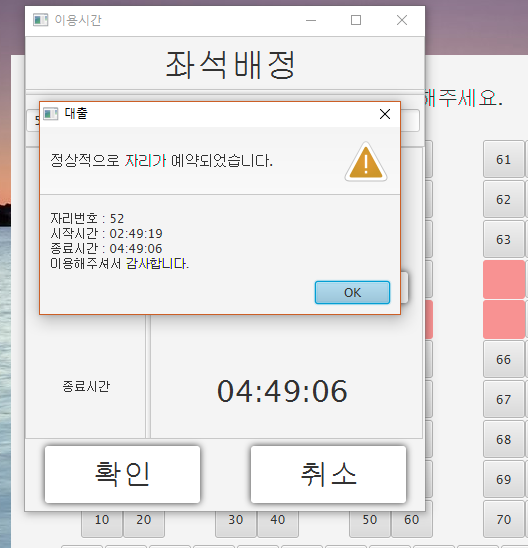 이용시간
좌석배정
해주세요.
대출
정상적으로 자리가 예약되었습니다.
자리번호 : 52
시작시간 : 02:49:19
종료시간 : 04:49:06
이용해주셔서 감사합니다.
OK
종료시간
04:49:06
확인
취소
61
62
63
66
67
68
69
10 20 30 40 50 60 70